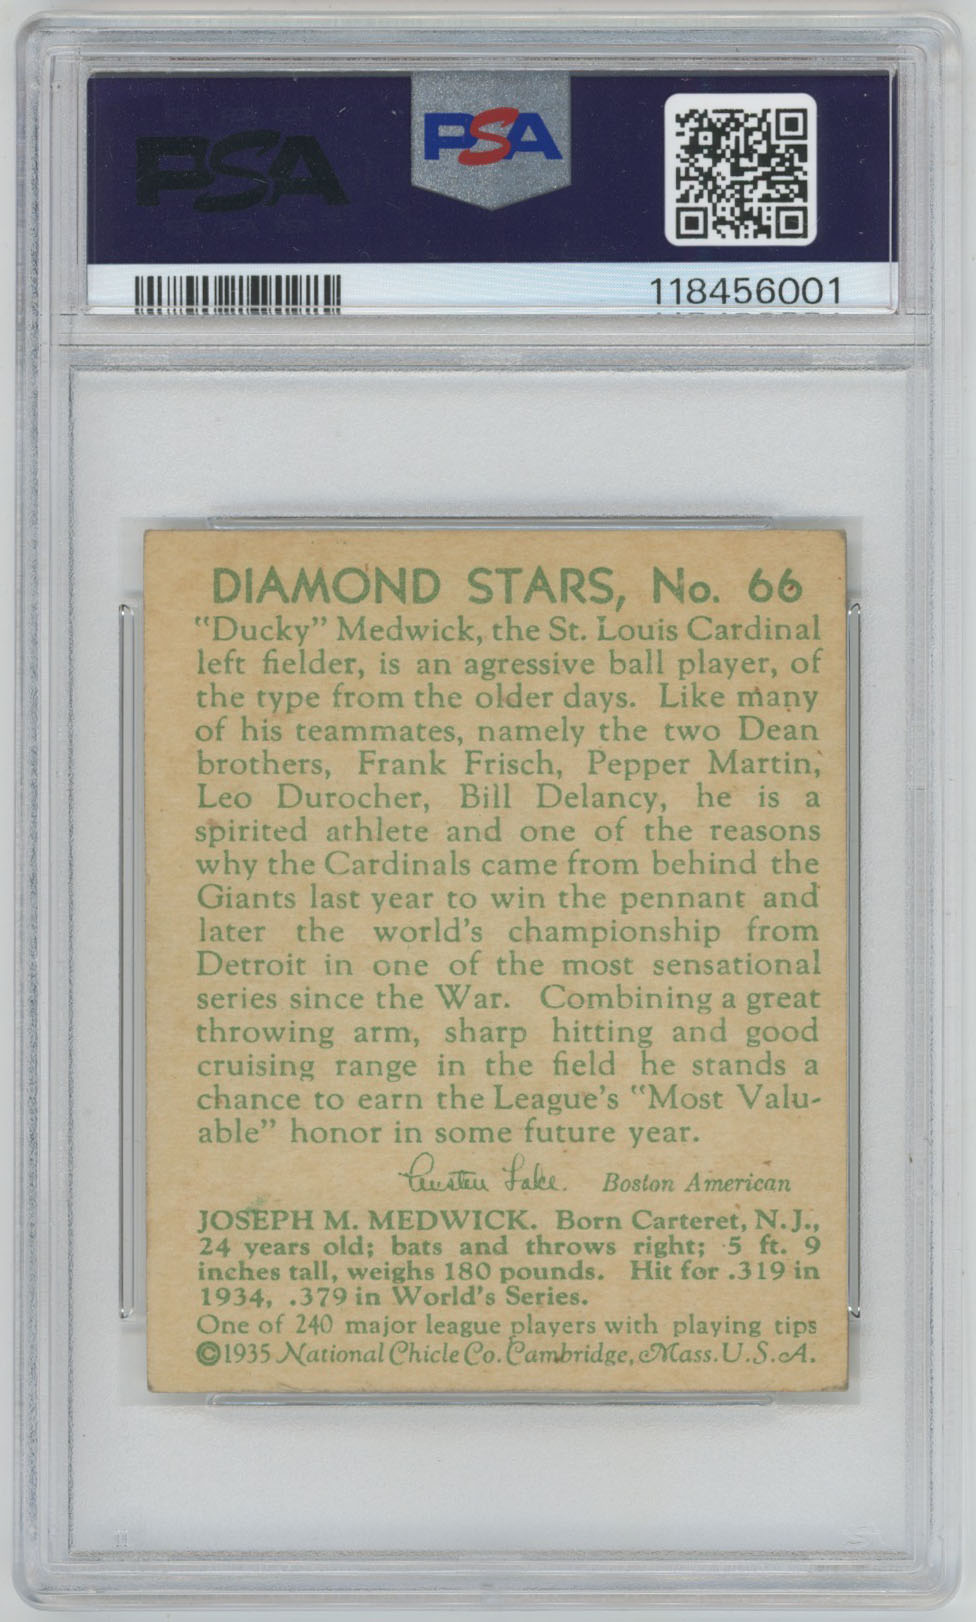 PSA
PSA
118456001
DIAMOND STARS, No. 66
"Ducky" Medwick, the St. Louis Cardinal
left fielder, is an agressive ball player, of
the type from the older days. Like many
of his teammates, namely the two Dean
brothers, Frank Frisch, Pepper Martin,
Leo Durocher, Bill Delancy, he is a
spirited athlete and one of the reasons
why the Cardinals came from behind the
Giants last year to win the pennant and
later the world's championship from
Detroit in one of the most sensational
series since the War. Combining a great
throwing arm, sharp hitting and good
cruising range in the field he stands a
chance to earn the League's "Most Valu-
able" honor in some future year.
Austen Lake. Boston American
JOSEPH M. MEDWICK. Born Carteret, N.J.,
24 years old; bats and throws right; 5 ft. 9
inches tall, weighs 180 pounds. Hit for .319 in
1934, .379 in World's Series.
One of 240 major league players with playing tips
©1935 National Chicle Co. Cambridge, Mass. U.S.A.